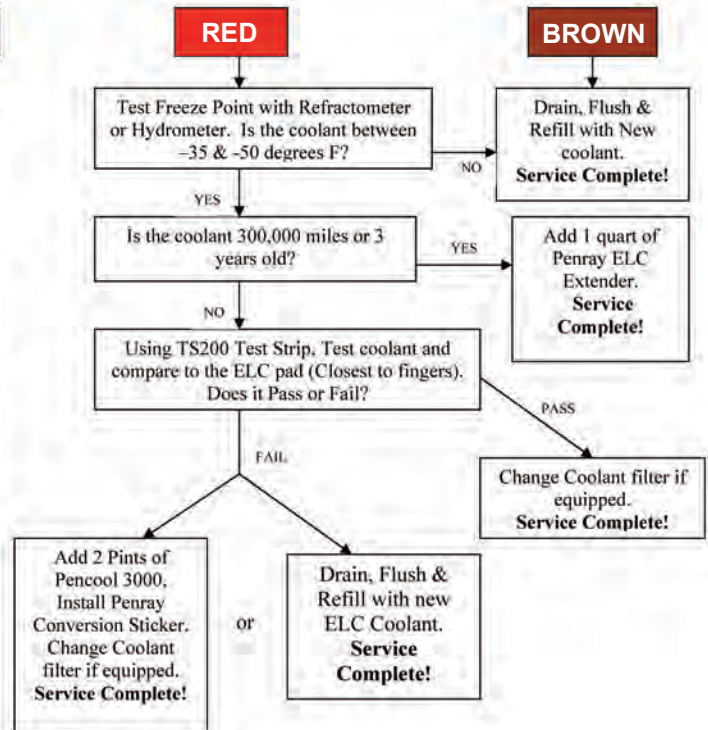 RED
BROWN
Test Freeze Point with Refractometer
or Hydrometer. Is the coolant between
–35 & -50 degrees F?
NO
Drain, Flush &
Refill with New
coolant.
Service Complete!
YES
Is the coolant 300,000 miles or 3
years old?
YES
Add 1 quart of
Penray ELC
Extender.
Service
Complete!
NO
Using TS200 Test Strip, Test coolant and
compare to the ELC pad (Closest to fingers).
Does it Pass or Fail?
PASS
FAIL
Change Coolant filter if
equipped.
Service Complete!
Add 2 Pints of
Pencool 3000,
Install Penray
Conversion Sticker.
Change Coolant
filter if equipped.
Service Complete!
or
Drain, Flush &
Refill with new
ELC Coolant.
Service
Complete!